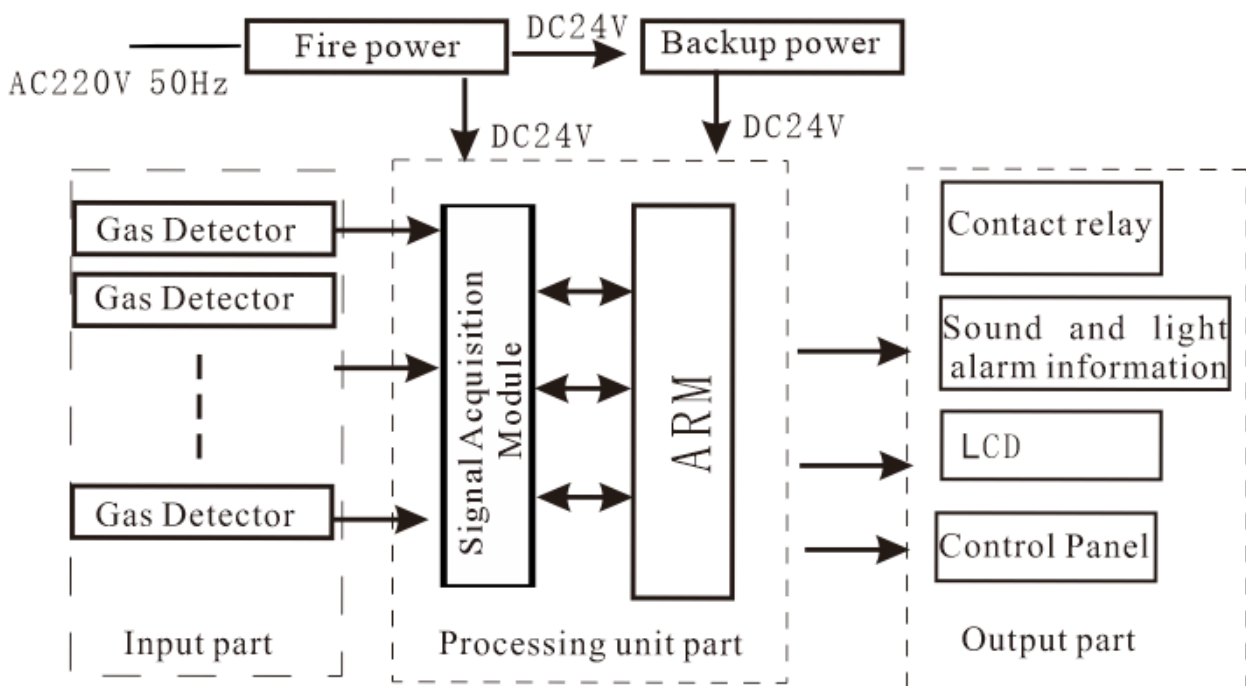 Fire power
DC24V
Backup power
AC220V 50Hz
DC24V
DC24V
Gas Detector
Gas Detector
Gas Detector
Input part
Signal Acquisition
Module
ARM
Processing unit part
Contact relay
Sound and light
alarm information
LCD
Control Panel
Output part